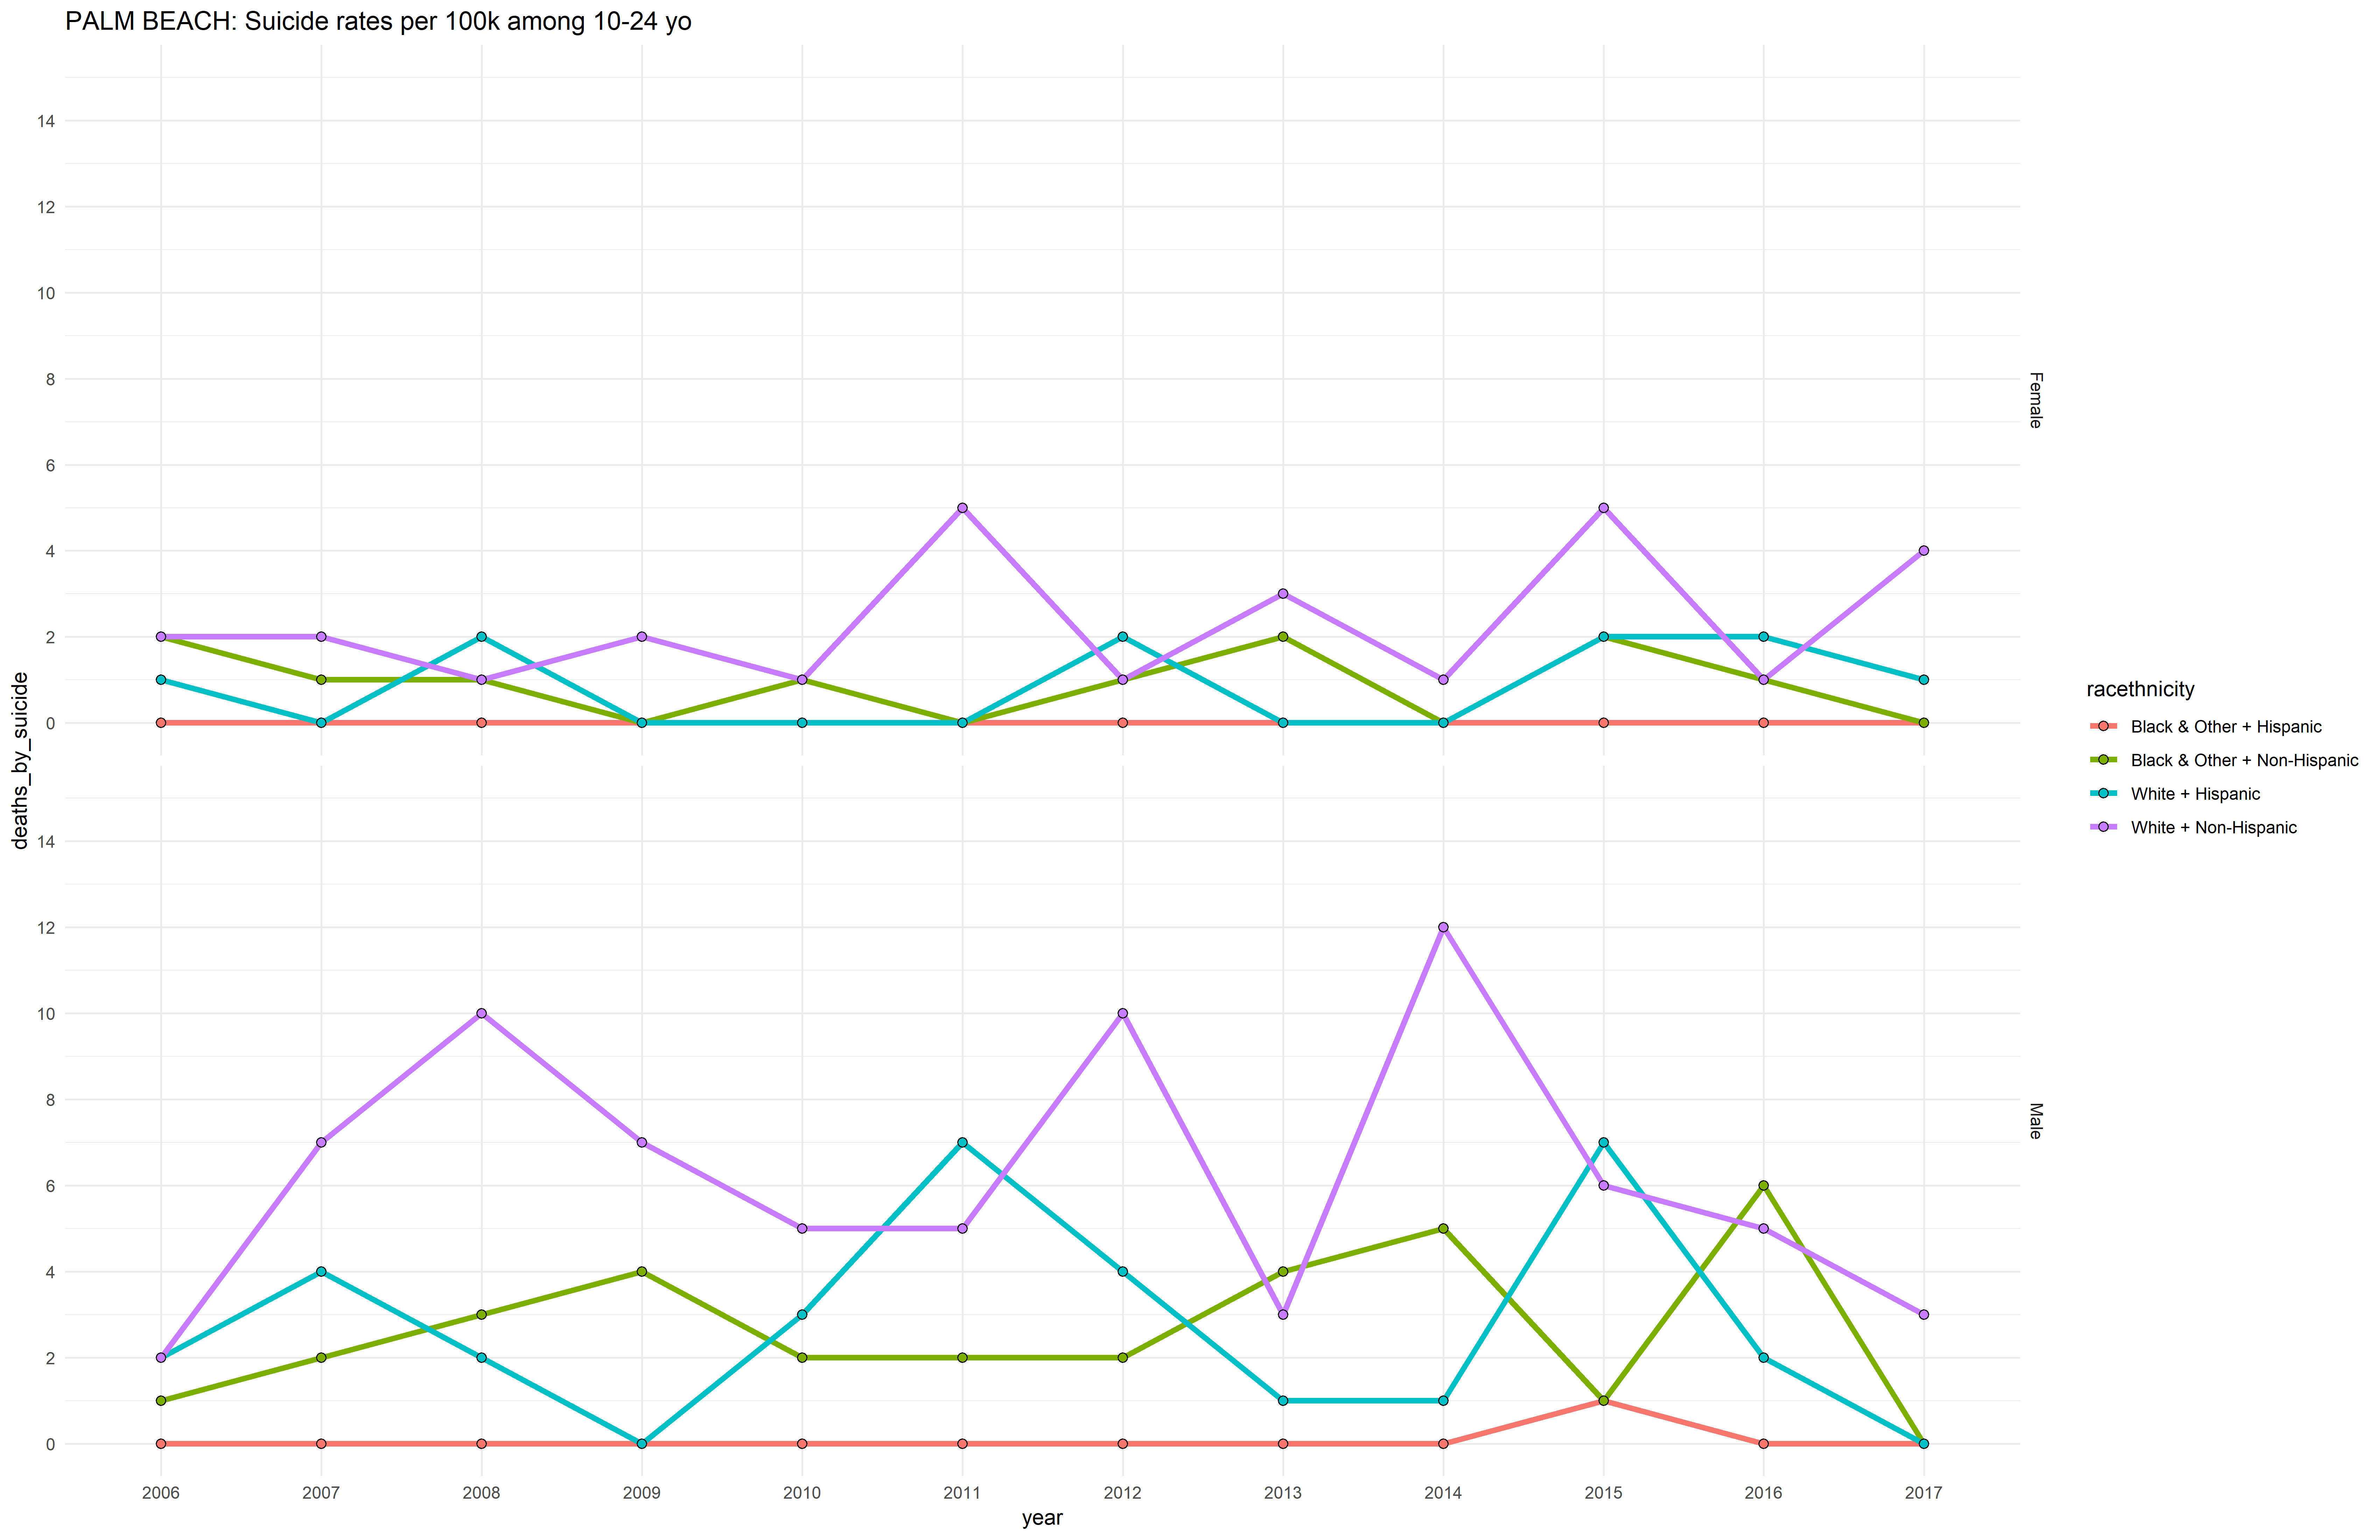 PALM BEACH: Suicide rates per 100k among 10-24 yo
14
12
10
8
6
4
2
0
Female
14
12
10
8
6
4
2
0
Male
deaths_by_suicide
2006 2007 2008 2009 2010 2011 2012 2013 2014 2015 2016 2017
year
racethnicity
Black & Other + Hispanic
Black & Other + Non-Hispanic
White + Hispanic
White + Non-Hispanic